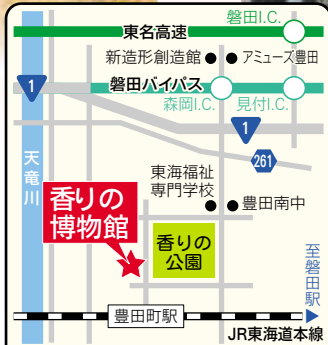 磐田I.C.
東名高速
新造形創造館
アミューズ豊田
1
磐田バイパス
森岡I.C.
見付I.C.
1
261
天竜川
東海福祉
専門学校
豊田南中
香りの
博物館
香りの
公園
至磐田駅
豊田町駅
JR東海道本線